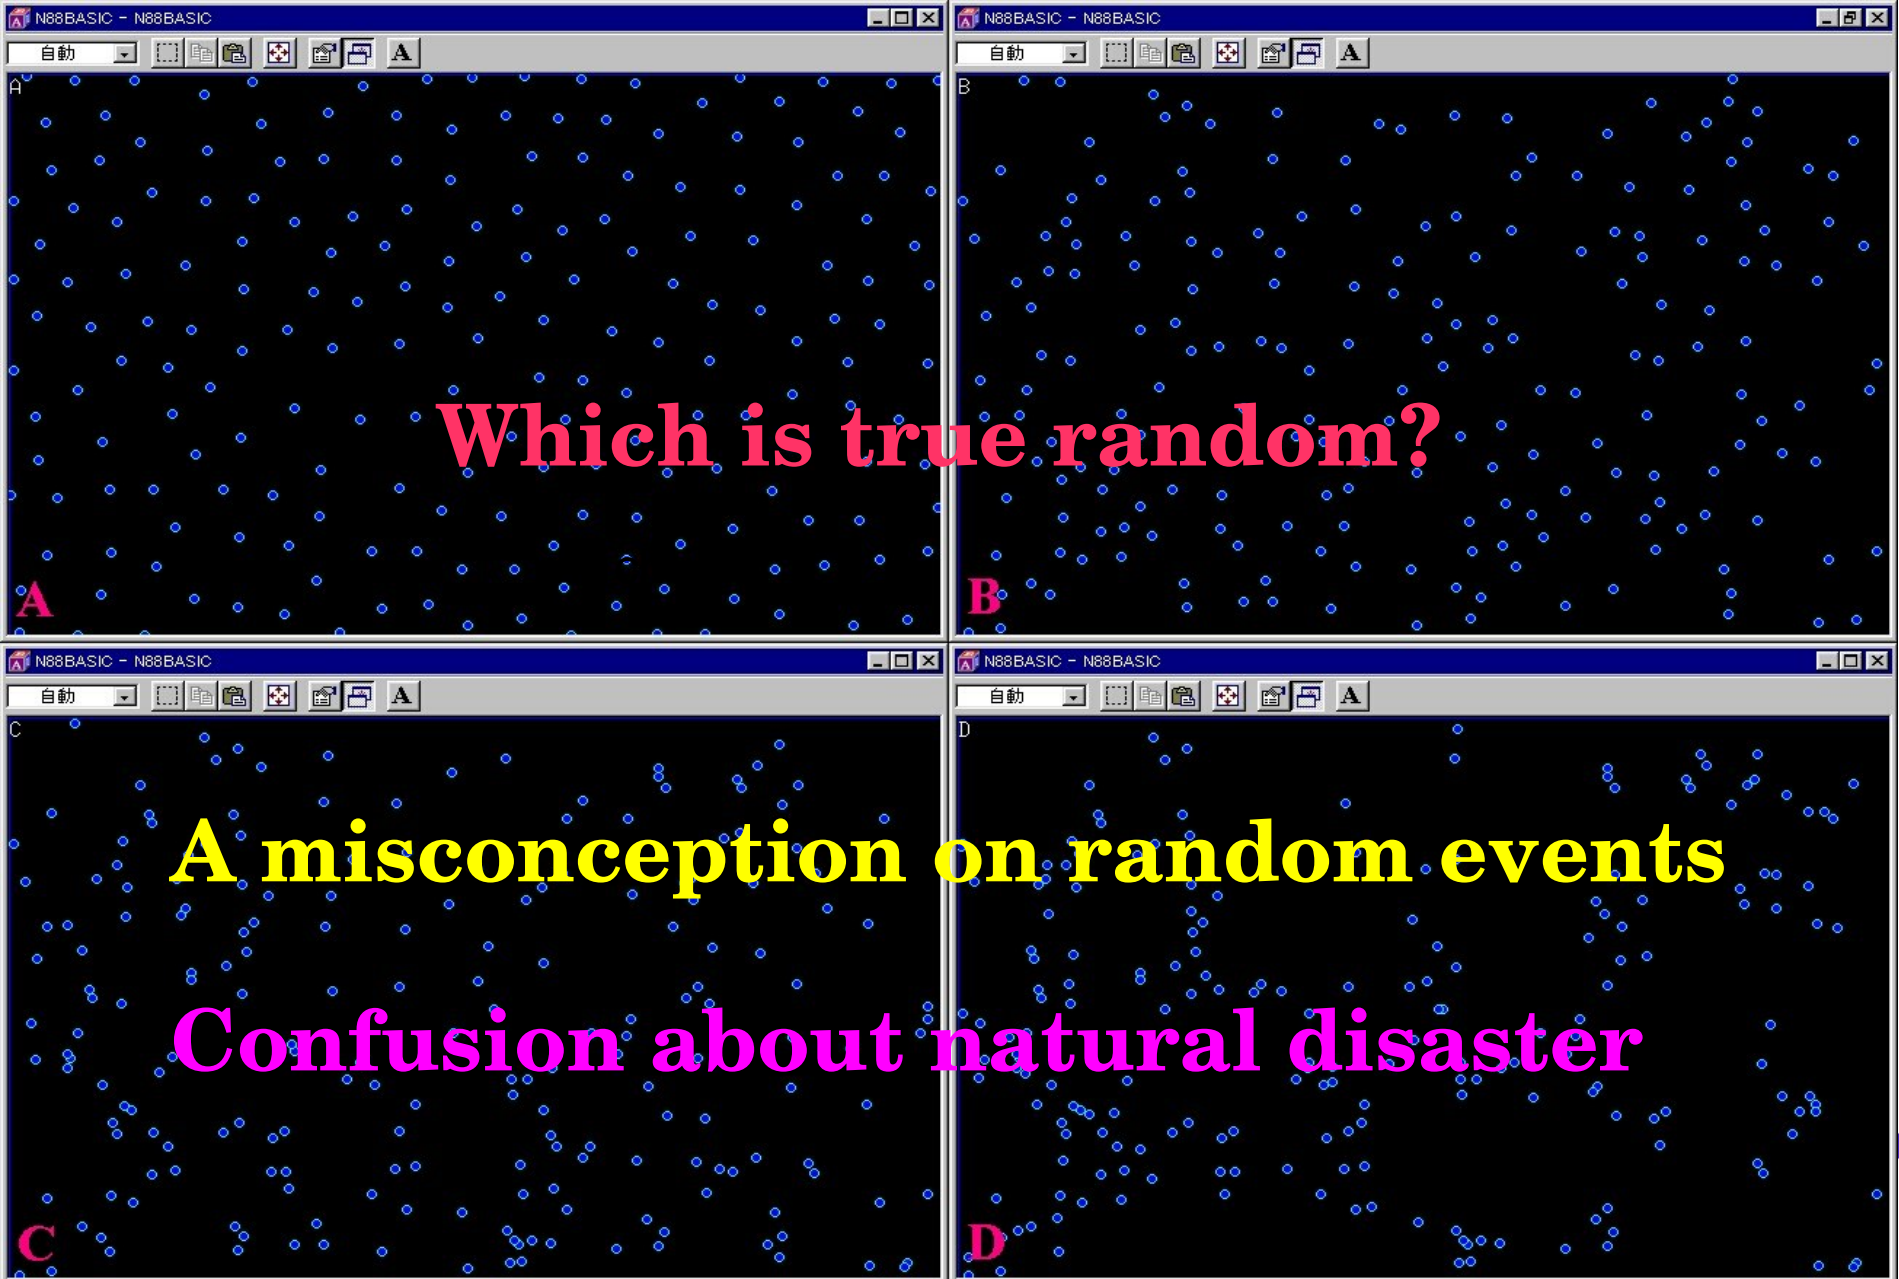 N88BASIC - N88BASIC
自動
A
A
N88BASIC - N88BASIC
自動
A
B
Which is true random?
A
B
N88BASIC - N88BASIC
自動
A
C
N88BASIC - N88BASIC
自動
A
D
A misconception on random events
Confusion about natural disaster
C
D